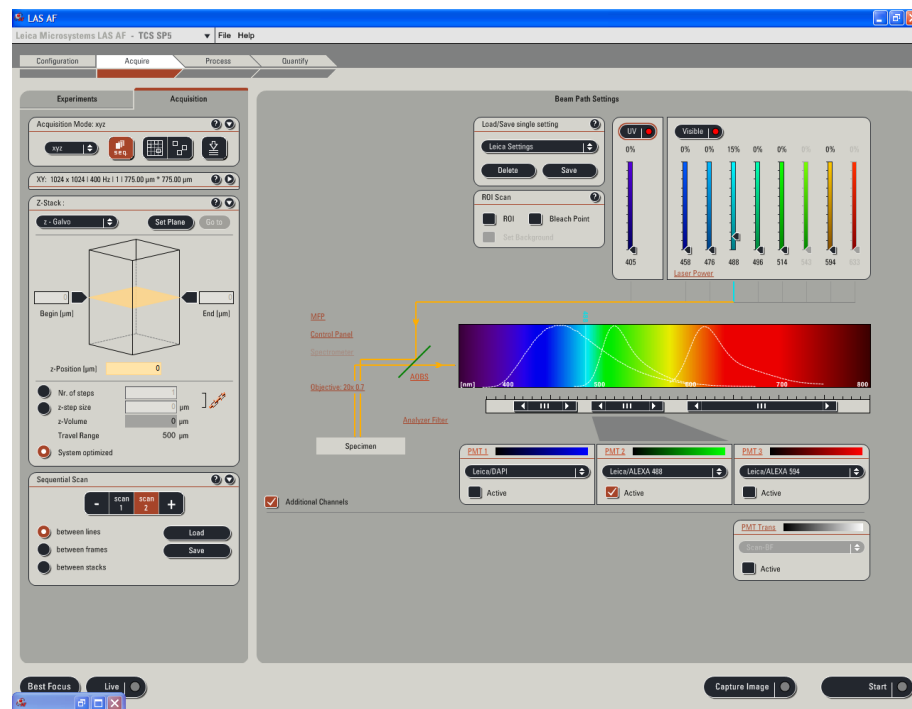 LAS AF
Leica Microsystems LAS AF - TCS SP5 File Help
Configuration Acquire Process Quantify
Experiments Acquisition
Acquisition Mode: xyz
xyz
seq
XY: 1024 x 1024 | 400 Hz | 1 | 775.00 µm * 775.00 µm
Z-Stack:
z - Galvo Set Plane Go to
0 0
Begin [µm] End [µm]
z-Position [µm] 0
Nr. of steps 1
z-step size 0 µm
z-Volume 0 µm
Travel Range 500 µm
System optimized
Sequential Scan
- scan 1 scan 2 +
between lines Load
between frames Save
between stacks
Beam Path Settings
Load/Save single setting
Leica Settings
Delete Save
ROI Scan
ROI Bleach Point
Set Background
UV
0%
405
Visible
0% 0% 15% 0% 0% 0% 0% 0%
458 476 488 496 514 543 594 633
Laser Power
MFP
Control Panel
Spectrometer
AOBS
Objective: 20x 0.7
Analyzer Filter
Specimen
[nm] 400 500 600 700 800
PMT 1 PMT 2 PMT 3
Leica/DAPI Leica/ALEXA 488 Leica/ALEXA 594
Active Active Active
Additional Channels
PMT Trans
Scan-BF
Active
Best Focus Live Capture Image Start